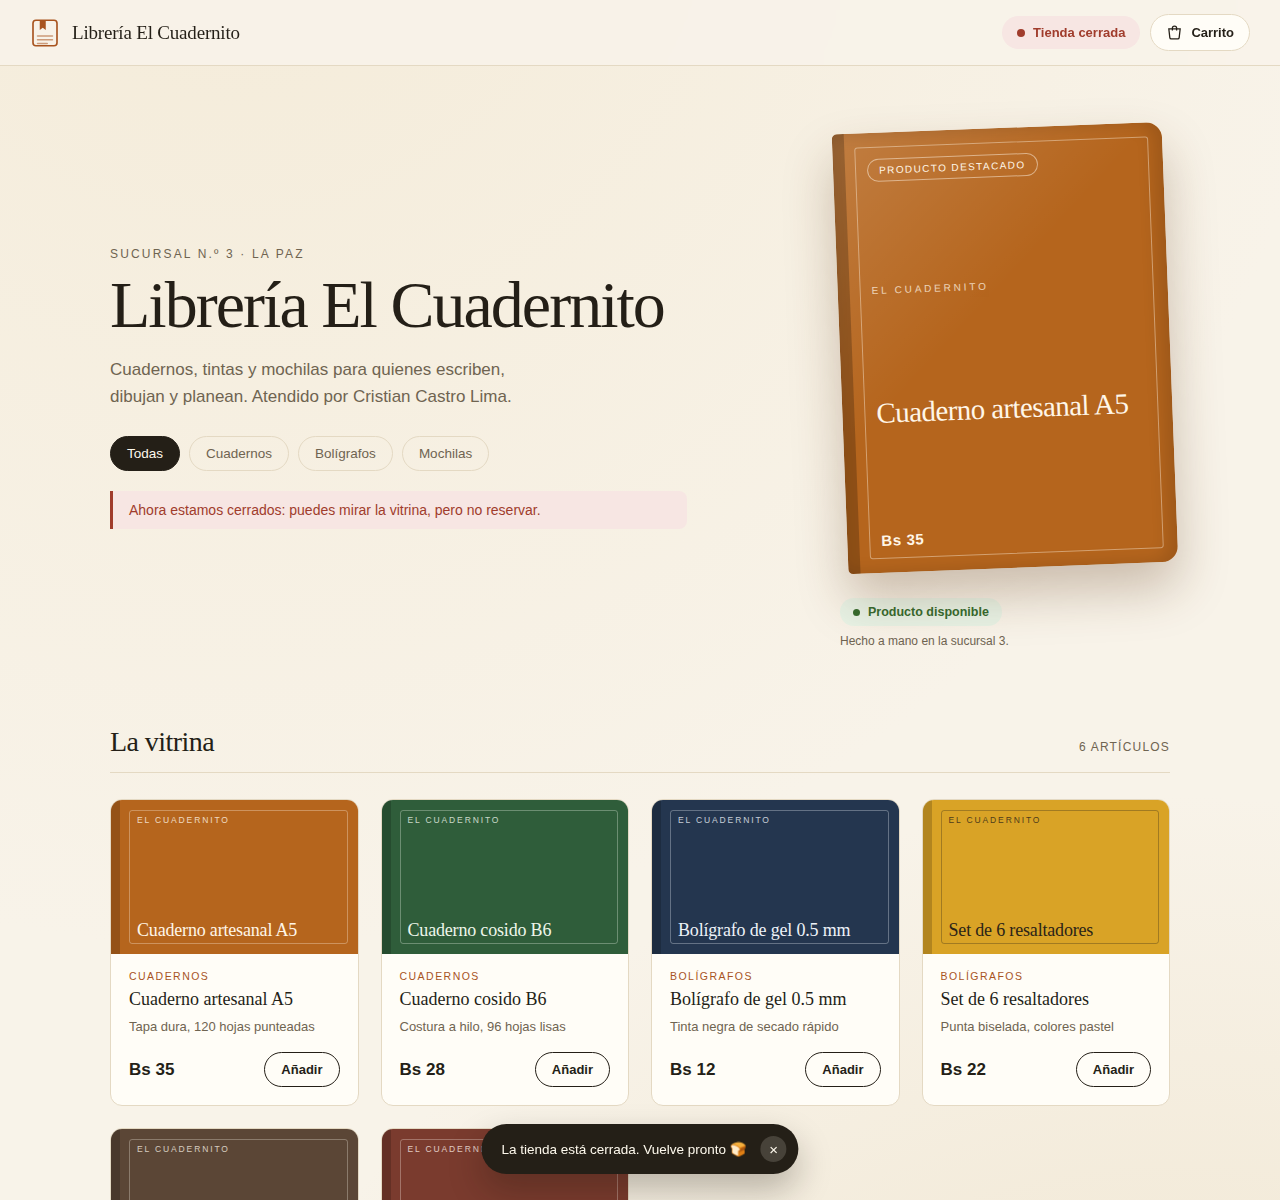 Librería El Cuadernito
Tienda cerrada
Carrito
SUCURSAL N.º 3 · LA PAZ
Librería El Cuadernito
Cuadernos, tintas y mochilas para quienes escriben,
dibujan y planean. Atendido por Cristian Castro Lima.
Todas
Cuadernos
Bolígrafos
Mochilas
Ahora estamos cerrados: puedes mirar la vitrina, pero no reservar.
PRODUCTO DESTACADO
EL CUADERNITO
Cuaderno artesanal A5
Bs 35
Producto disponible
Hecho a mano en la sucursal 3.
La vitrina
6 ARTÍCULOS
EL CUADERNITO
Cuaderno artesanal A5
CUADERNOS
Cuaderno artesanal A5
Tapa dura, 120 hojas punteadas
Bs 35
Añadir
EL CUADERNITO
Cuaderno cosido B6
CUADERNOS
Cuaderno cosido B6
Costura a hilo, 96 hojas lisas
Bs 28
Añadir
EL CUADERNITO
Bolígrafo de gel 0.5 mm
BOLÍGRAFOS
Bolígrafo de gel 0.5 mm
Tinta negra de secado rápido
Bs 12
Añadir
EL CUADERNITO
Set de 6 resaltadores
BOLÍGRAFOS
Set de 6 resaltadores
Punta biselada, colores pastel
Bs 22
Añadir
EL CUADERNITO
EL CUADERN
La tienda está cerrada. Vuelve pronto 🍞
×